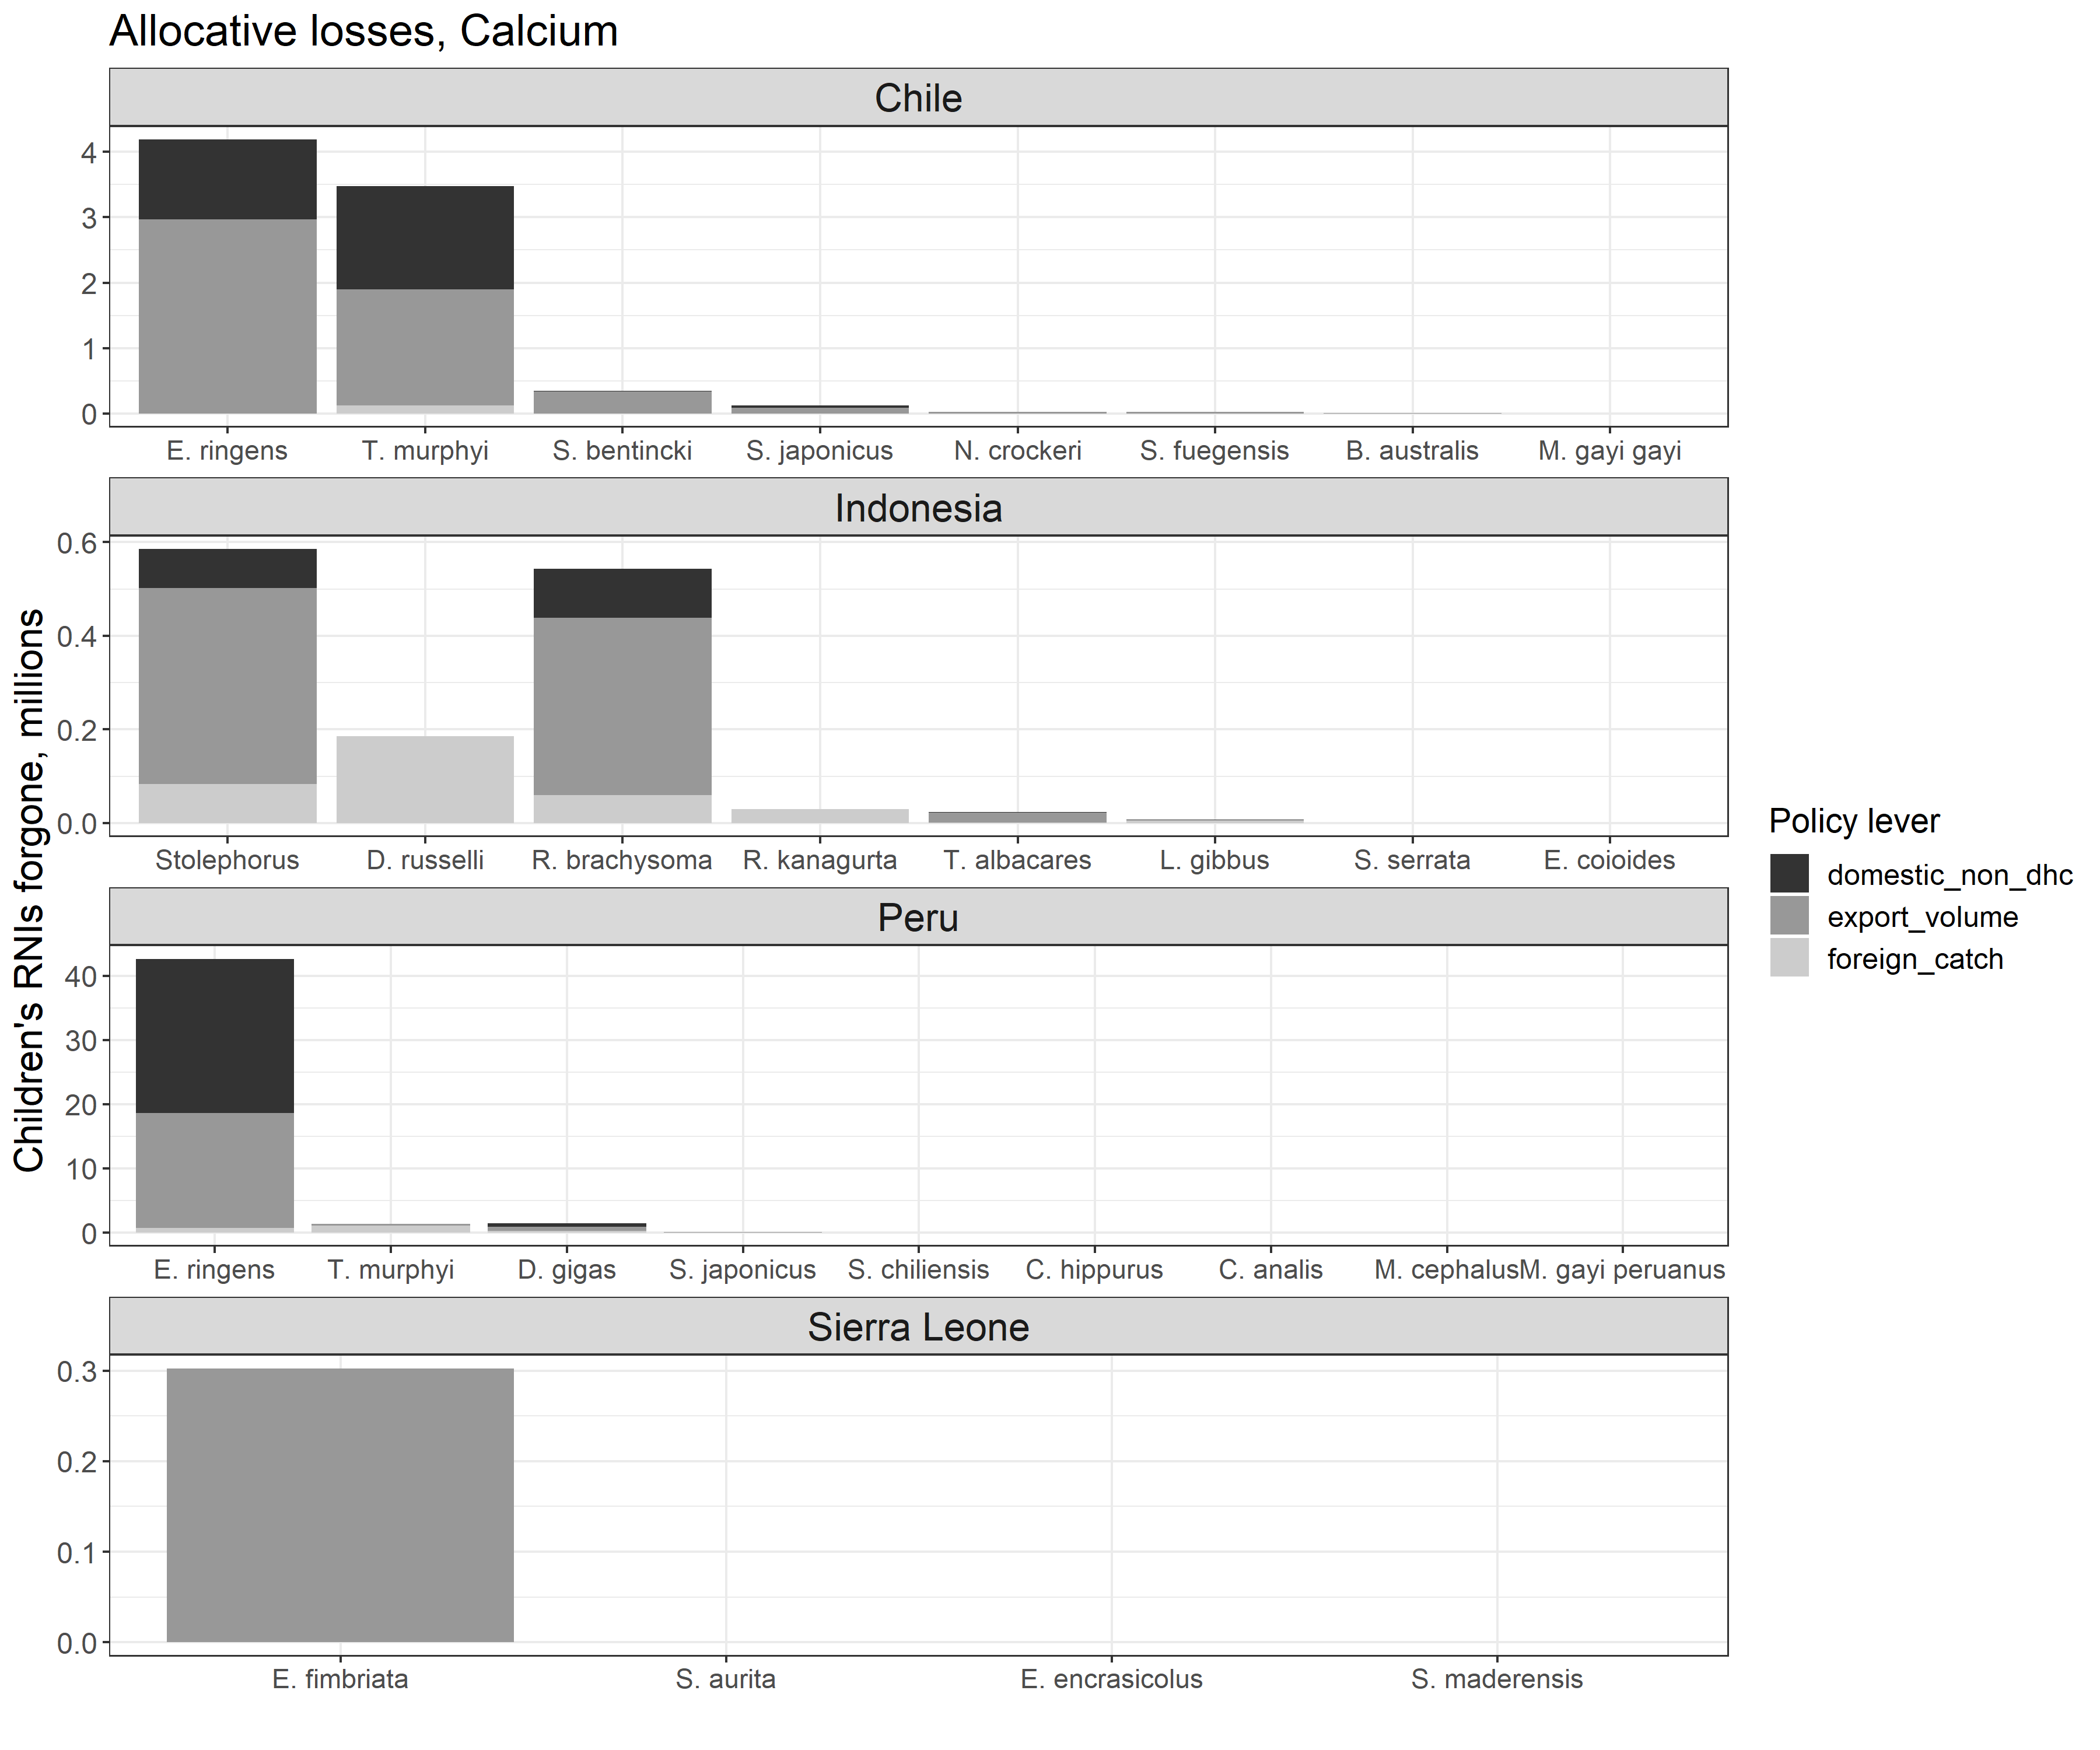 Allocative losses, Calcium
Chile
4
3
2
1
0
E. ringens T. murphyi S. bentincki S. japonicus N. crockeri S. fuegensis B. australis M. gayi gayi
Indonesia
0.6
0.4
0.2
0.0
Stolephorus D. russelli R. brachysoma R. kanagurta T. albacares L. gibbus S. serrata E. coioides
Peru
40
30
20
10
0
E. ringens T. murphyi D. gigas S. japonicus S. chiliensis C. hippurus C. analis M. cephalus M. gayi peruanus
Sierra Leone
0.3
0.2
0.1
0.0
E. fimbriata S. aurita E. encrasicolus S. maderensis
Children's RNIs forgone, millions
Policy lever
domestic_non_dhc
export_volume
foreign_catch